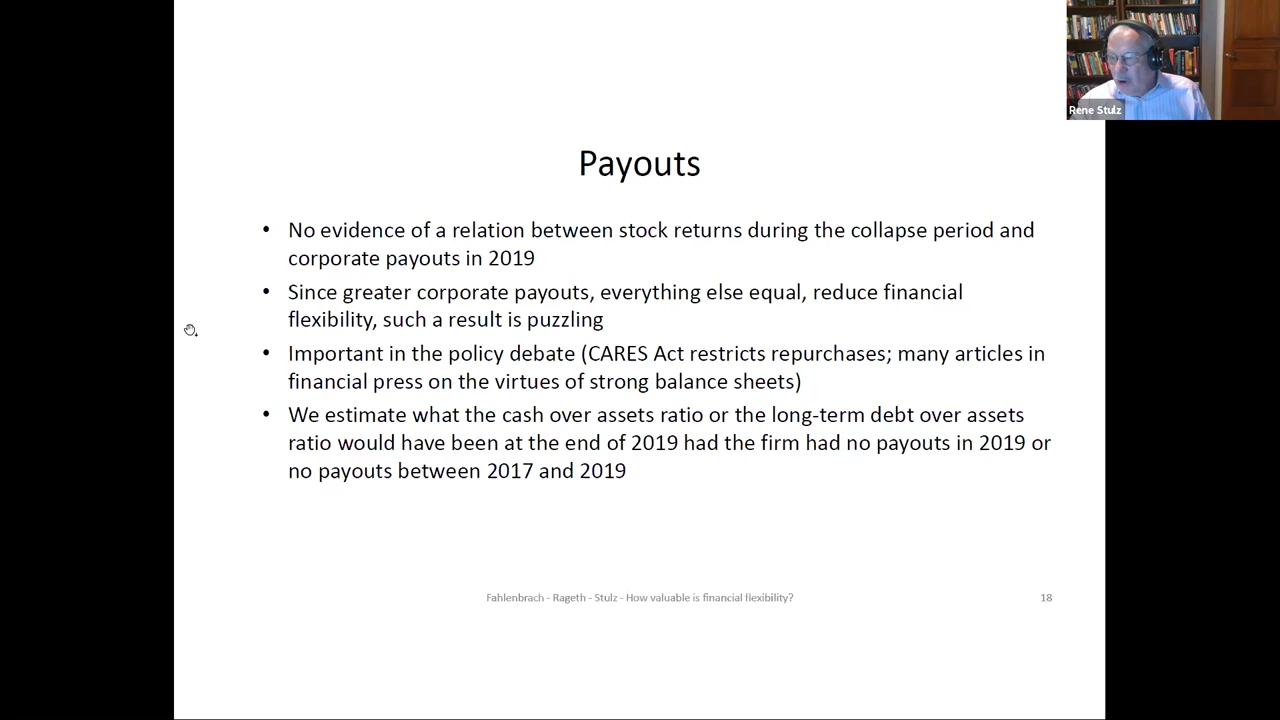 Rene Stulz
Payouts
• No evidence of a relation between stock returns during the collapse period and
corporate payouts in 2019
• Since greater corporate payouts, everything else equal, reduce financial
flexibility, such a result is puzzling
• Important in the policy debate (CARES Act restricts repurchases; many articles in
financial press on the virtues of strong balance sheets)
• We estimate what the cash over assets ratio or the long-term debt over assets
ratio would have been at the end of 2019 had the firm had no payouts in 2019 or
no payouts between 2017 and 2019
Fahlenbrach - Rageth - Stulz - How valuable is financial flexibility?
18